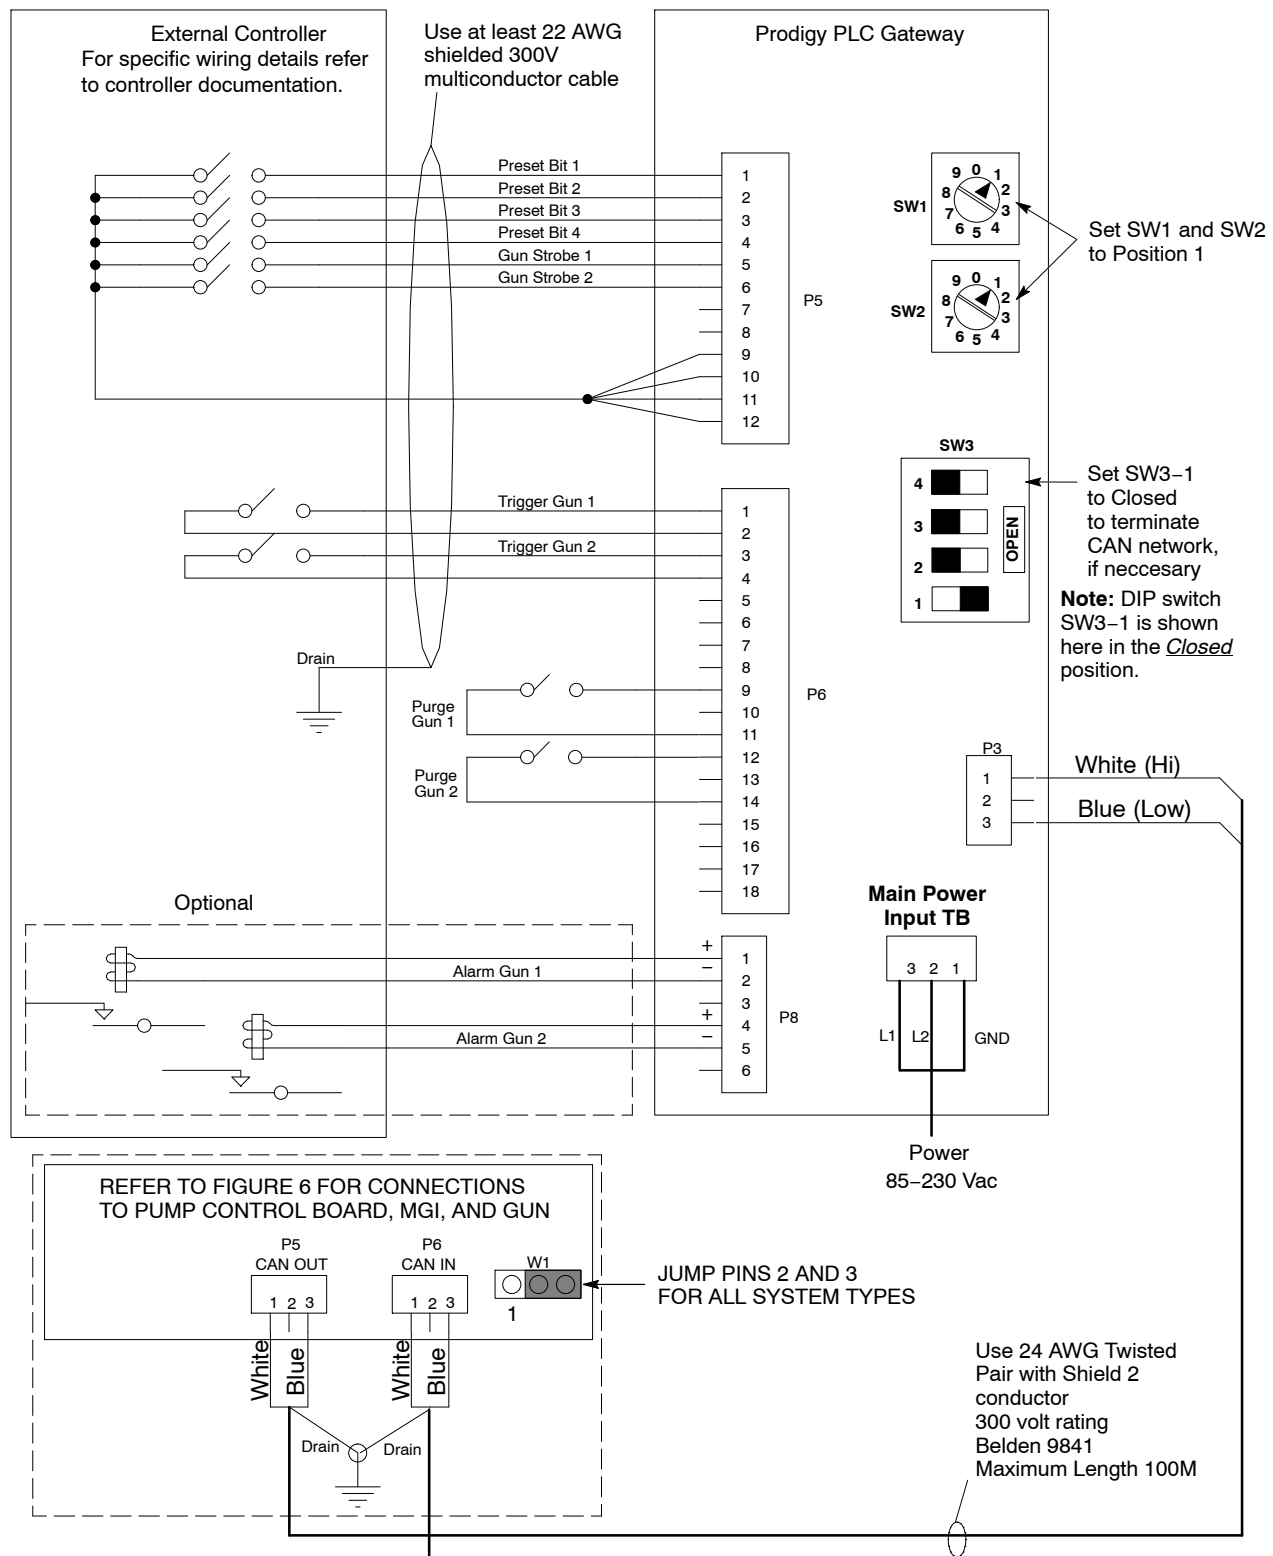 External Controller
For specific wiring details refer
to controller documentation.
Use at least 22 AWG
shielded 300V
multiconductor cable
Prodigy PLC Gateway
Preset Bit 1
Preset Bit 2
Preset Bit 3
Preset Bit 4
Gun Strobe 1
Gun Strobe 2
1
2
3
4
5
6
7
8
9
10
11
12
P5
SW1
0 1 2 3 4 5 6 7 8 9
SW2
0 1 2 3 4 5 6 7 8 9
Set SW1 and SW2
to Position 1
SW3
4
3
2
1
OPEN
Set SW3−1
to Closed
to terminate
CAN network,
if neccesary
Note: DIP switch
SW3−1 is shown
here in the Closed
position.
Trigger Gun 1
Trigger Gun 2
Drain
Purge
Gun 1
Purge
Gun 2
1
2
3
4
5
6
7
8
9
10
11
12
13
14
15
16
17
18
P6
P3
1
2
3
White (Hi)
Blue (Low)
Optional
Alarm Gun 1
Alarm Gun 2
+
−
+
−
1
2
3
4
5
6
P8
Main Power
Input TB
3 2 1
L1 L2 GND
Power
85−230 Vac
REFER TO FIGURE 6 FOR CONNECTIONS
TO PUMP CONTROL BOARD, MGI, AND GUN
P5
CAN OUT
1 2 3
P6
CAN IN
1 2 3
W1
1
JUMP PINS 2 AND 3
FOR ALL SYSTEM TYPES
White
Blue
White
Blue
Drain
Drain
Use 24 AWG Twisted
Pair with Shield 2
conductor
300 volt rating
Belden 9841
Maximum Length 100M